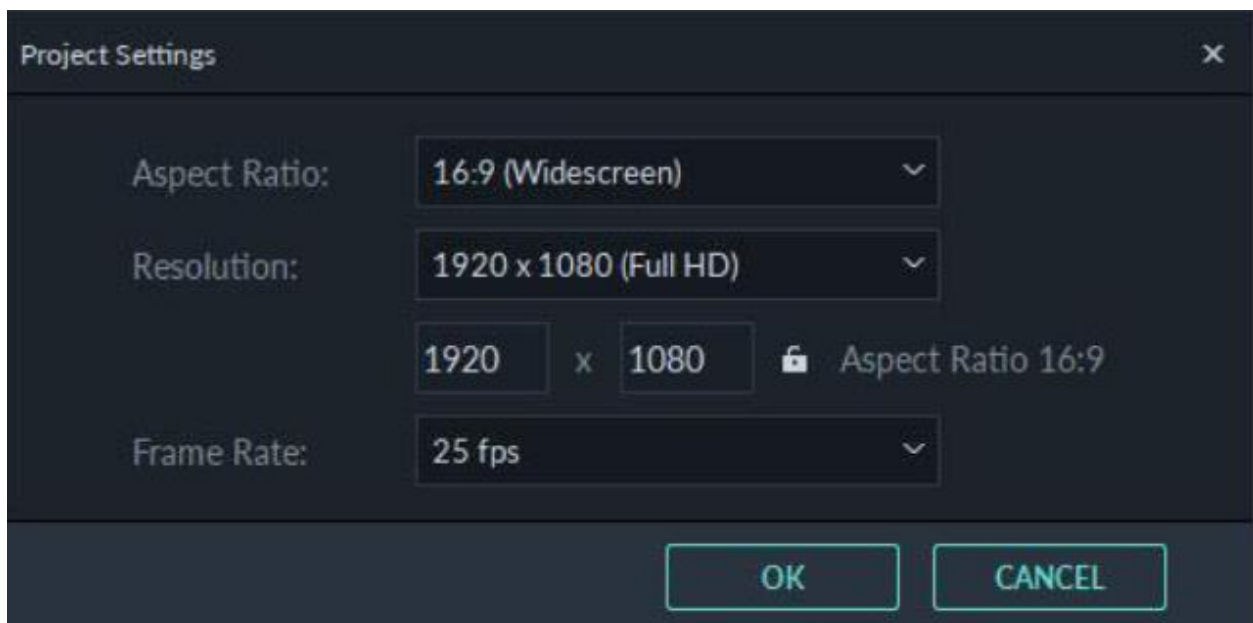 Project Settings
Aspect Ratio: 16:9 (Widescreen)
Resolution: 1920 x 1080 (Full HD)
1920 x 1080 Aspect Ratio 16:9
Frame Rate: 25 fps
OK CANCEL